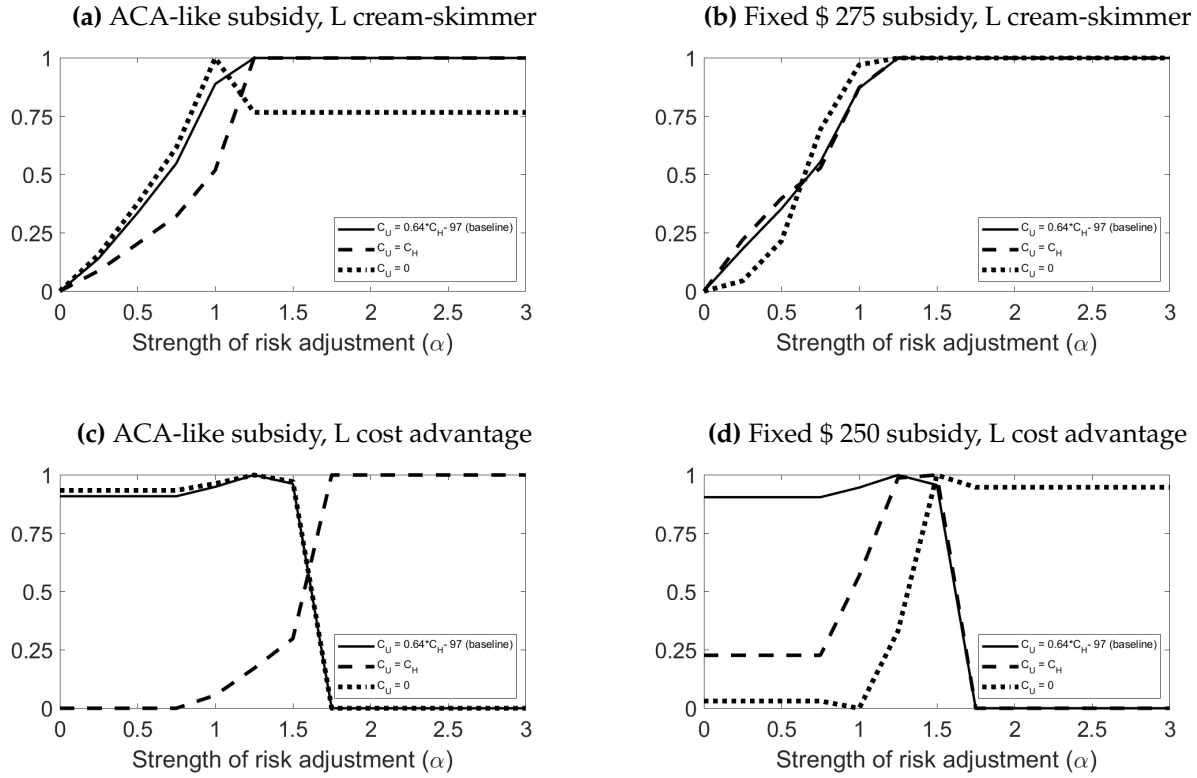 (a) ACA-like subsidy, L cream-skimmer
1
0.75
0.5
0.25
0
0 0.5 1 1.5 2 2.5 3
C_U = 0.64*C_H- 97 (baseline)
C_U = C_H
C_U = 0
Strength of risk adjustment (α)
(b) Fixed $ 275 subsidy, L cream-skimmer
1
0.75
0.5
0.25
0
0 0.5 1 1.5 2 2.5 3
C_U = 0.64*C_H- 97 (baseline)
C_U = C_H
C_U = 0
Strength of risk adjustment (α)
(c) ACA-like subsidy, L cost advantage
1
0.75
0.5
0.25
0
0 0.5 1 1.5 2 2.5 3
C_U = 0.64*C_H- 97 (baseline)
C_U = C_H
C_U = 0
Strength of risk adjustment (α)
(d) Fixed $ 250 subsidy, L cost advantage
1
0.75
0.5
0.25
0
0 0.5 1 1.5 2 2.5 3
C_U = 0.64*C_H- 97 (baseline)
C_U = C_H
C_U = 0
Strength of risk adjustment (α)